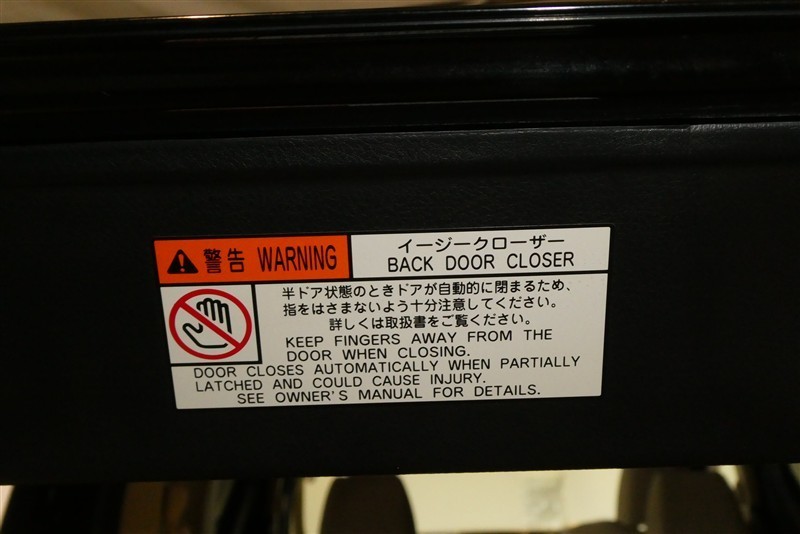 警告 WARNING
イージークローザー
BACK DOOR CLOSER
半ドア状態のときドアが自動的に閉まるため、
指をはさまないよう十分注意してください。
詳しくは取扱書をご覧ください。
KEEP FINGERS AWAY FROM THE
DOOR WHEN CLOSING.
DOOR CLOSES AUTOMATICALLY WHEN PARTIALLY
LATCHED AND COULD CAUSE INJURY.
SEE OWNER'S MANUAL FOR DETAILS.